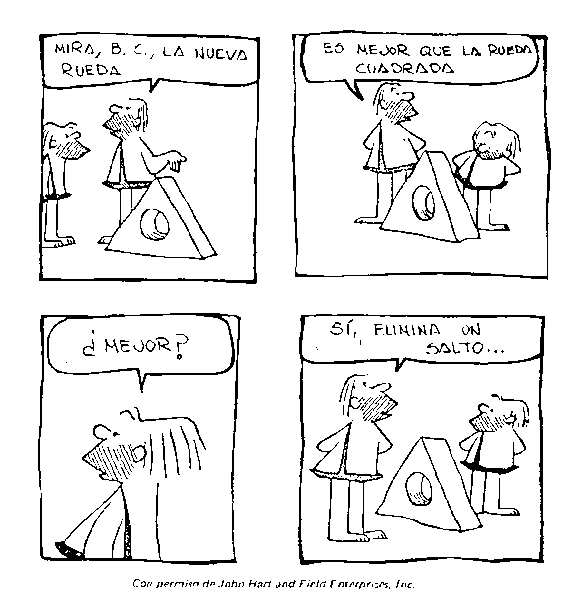 MIRA, B. C., LA NUEVA
RUEDA
ES MEJOR QUE LA RUEDA
CUADRADA
¿MEJOR?
SÍ, ELIMINA UN
SALTO...
Con permiso de John Hart and Field Enterprises, Inc.